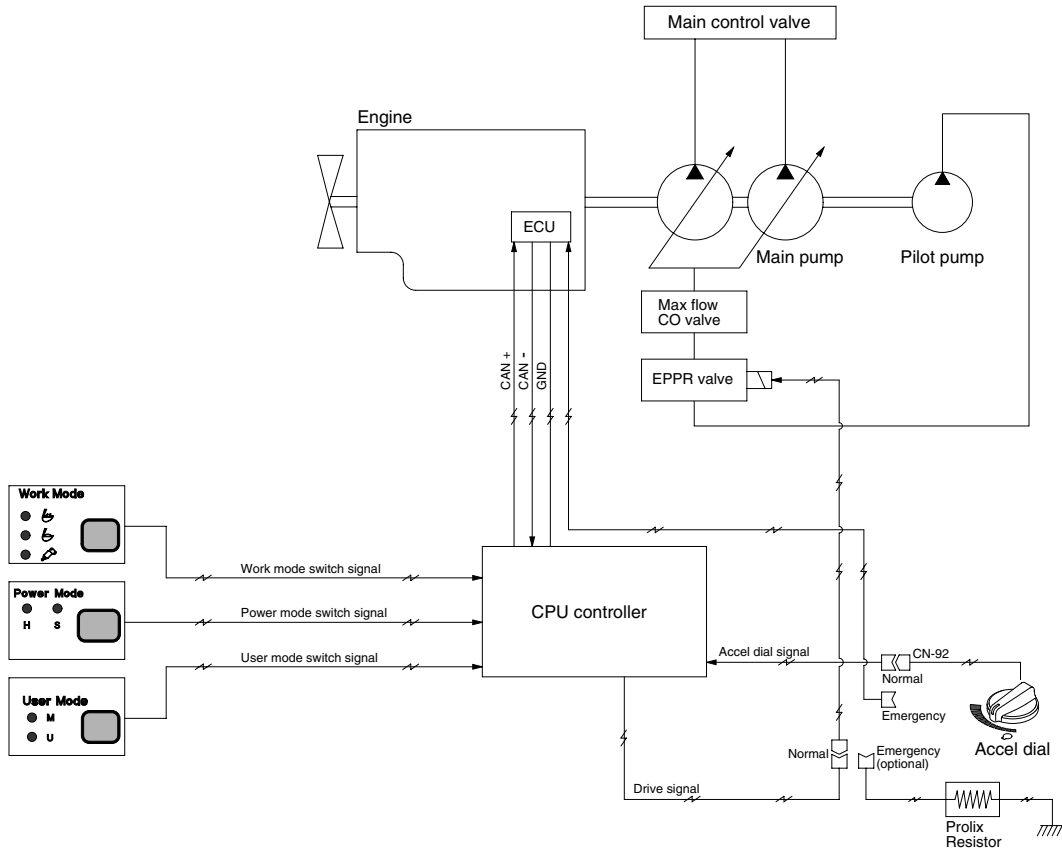 Main control valve
Engine
ECU
Main pump
Pilot pump
Max flow
CO valve
EPPR valve
CAN +
CAN -
GND
Work Mode
Work mode switch signal
Power Mode
H S
Power mode switch signal
CPU controller
User mode switch signal
User Mode
M
U
Accel dial signal
CN-92
Normal
Emergency
Accel dial
Normal
Emergency
(optional)
Drive signal
Prolix
Resistor